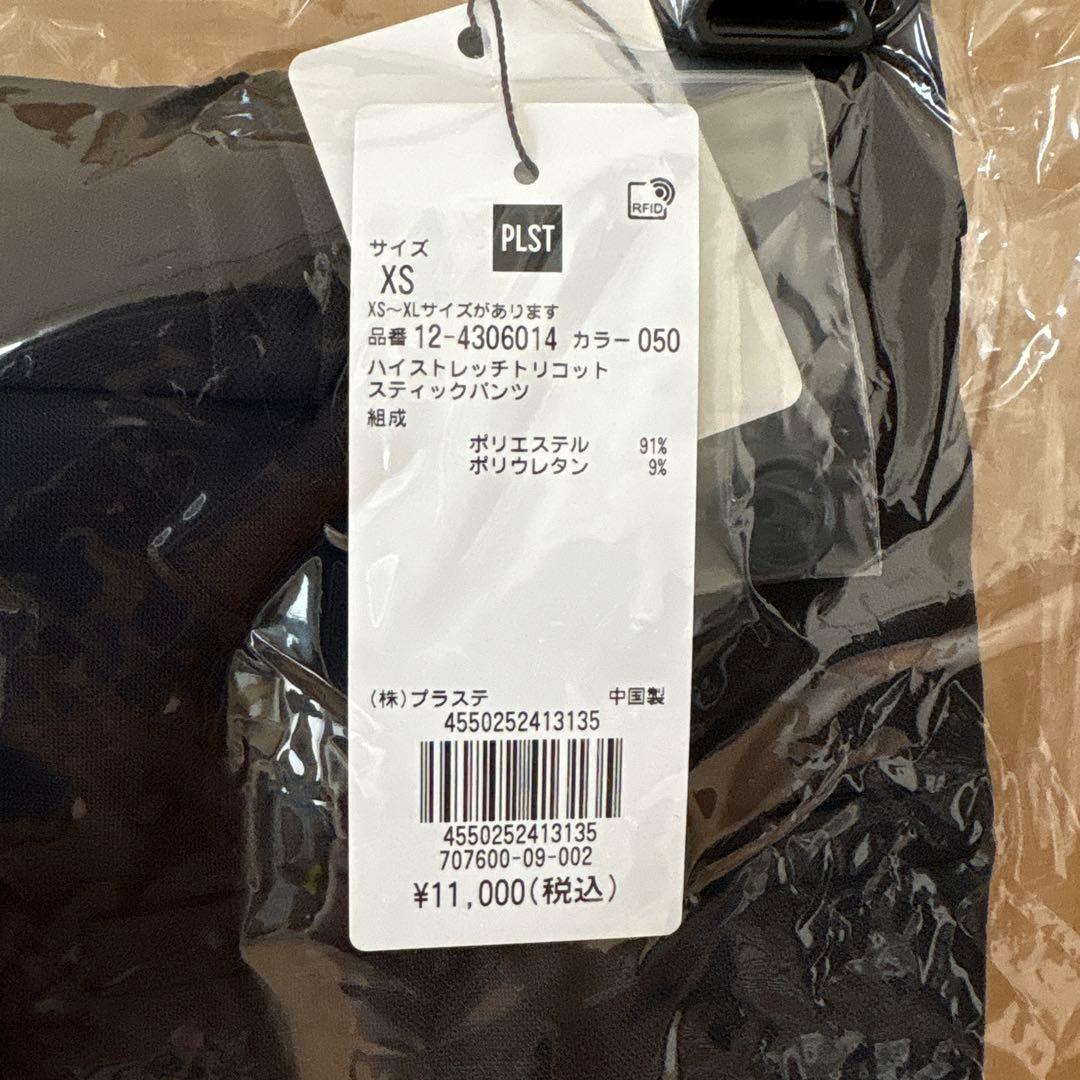 RFID
PLST
サイズ
XS
XS~XLサイズがあります
品番 12-4306014 カラー 050
ハイストレッチトリコット
スティックパンツ
組成
ポリエステル 91%
ポリウレタン 9%
(株)プラステ 中国製
4550252413135
4550252413135
707600-09-002
¥11,000(税込)